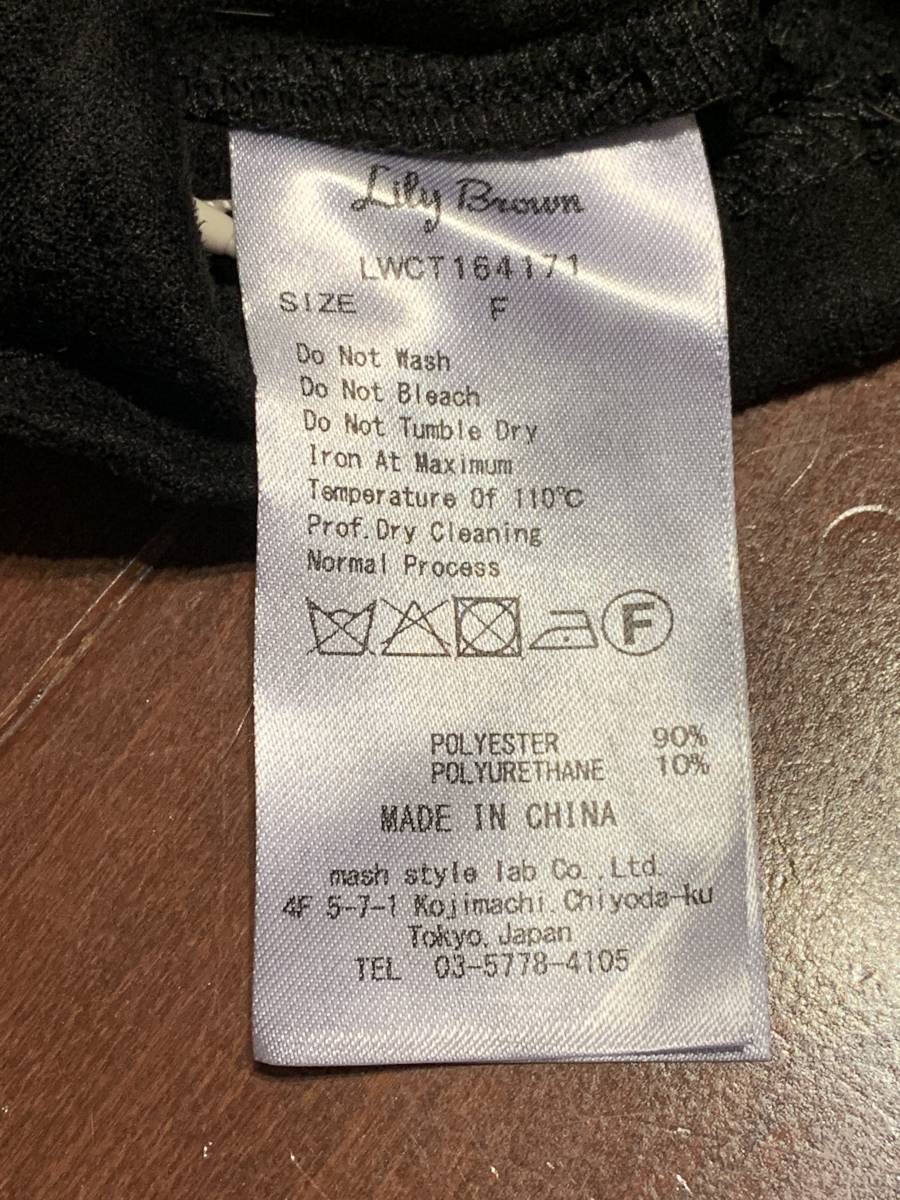 Lily Brown
LWCT164171
SIZE F
Do Not Wash
Do Not Bleach
Do Not Tumble Dry
Iron At Maximum
Temperature Of 110℃
Prof. Dry Cleaning
Normal Process
F
POLYESTER 90%
POLYURETHANE 10%
MADE IN CHINA
mash style lab Co.,Ltd.
4F 5-7-1 Kojimachi, Chiyoda-ku
Tokyo, Japan
TEL 03-5778-4105